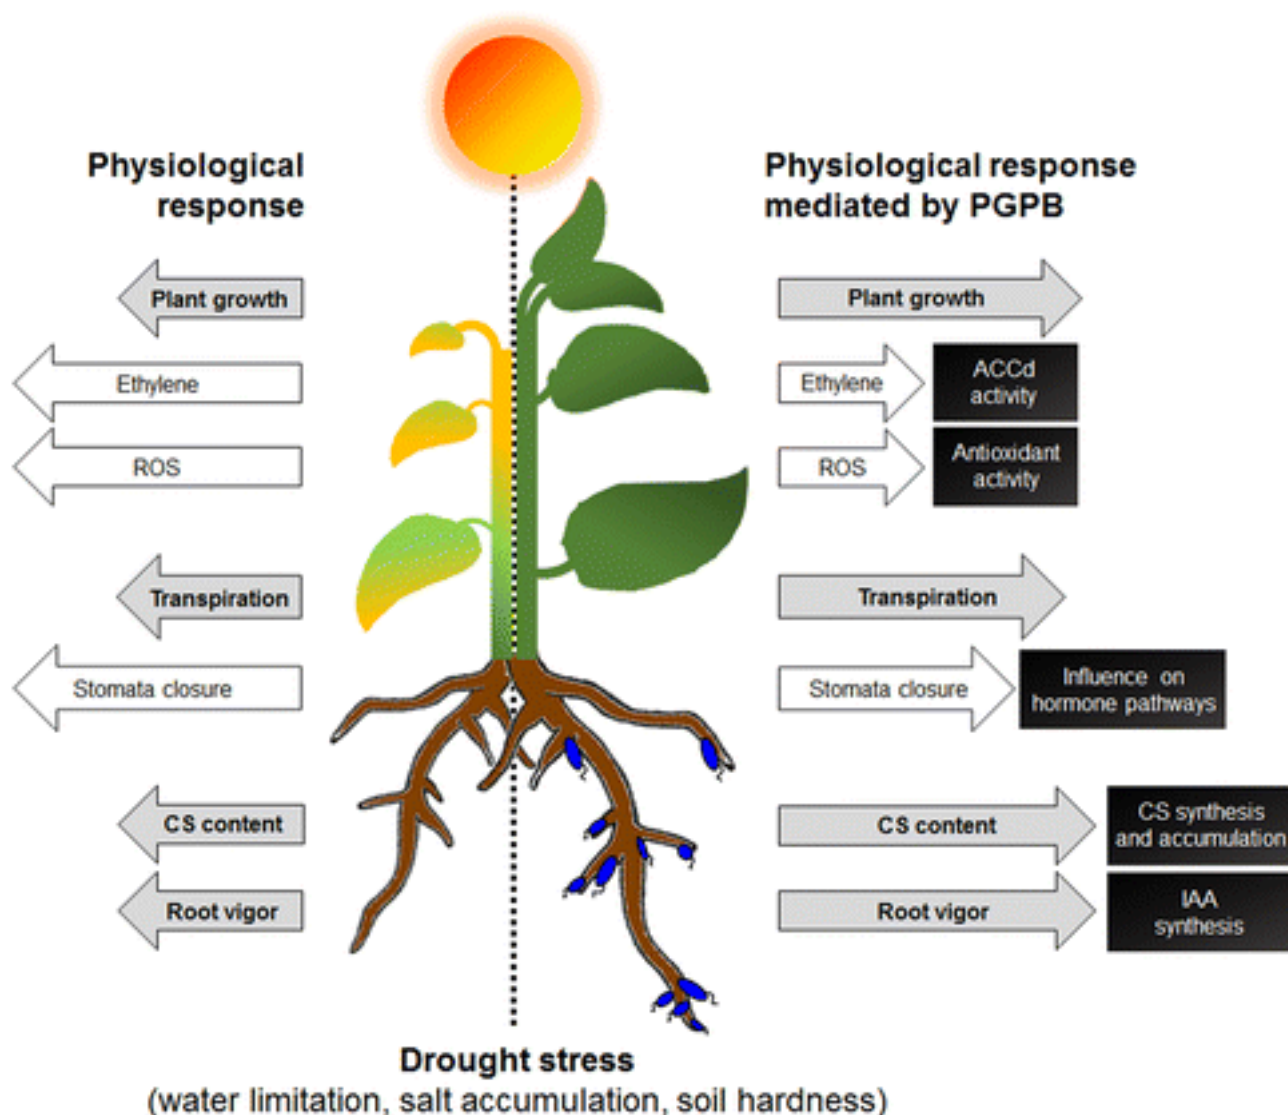 Physiological
response
Physiological response
mediated by PGPB
Plant growth
Plant growth
Ethylene
Ethylene
ACCd
activity
ROS
ROS
Antioxidant
activity
Transpiration
Transpiration
Stomata closure
Stomata closure
Influence on
hormone pathways
CS content
CS content
CS synthesis
and accumulation
Root vigor
Root vigor
IAA
synthesis
Drought stress
(water limitation, salt accumulation, soil hardness)